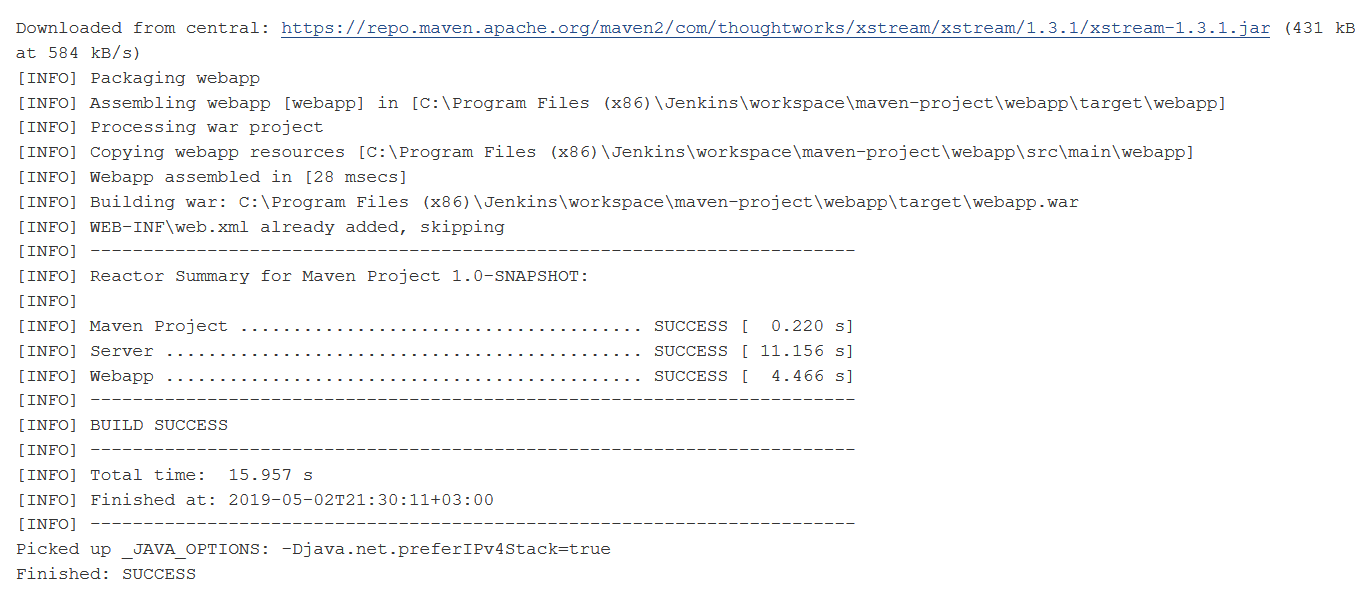 Downloaded from central: https://repo.maven.apache.org/maven2/com/thoughtworks/xstream/xstream/1.3.1/xstream-1.3.1.jar (431 kB
at 584 kB/s)
[INFO] Packaging webapp
[INFO] Assembling webapp [webapp] in [C:\Program Files (x86)\Jenkins\workspace\maven-project\webapp\target\webapp]
[INFO] Processing war project
[INFO] Copying webapp resources [C:\Program Files (x86)\Jenkins\workspace\maven-project\webapp\src\main\webapp]
[INFO] Webapp assembled in [28 msecs]
[INFO] Building war: C:\Program Files (x86)\Jenkins\workspace\maven-project\webapp\target\webapp.war
[INFO] WEB-INF\web.xml already added, skipping
[INFO] ------------------------------------------------------------------------
[INFO] Reactor Summary for Maven Project 1.0-SNAPSHOT:
[INFO]
[INFO] Maven Project ...................................... SUCCESS [  0.220 s]
[INFO] Server ............................................. SUCCESS [ 11.156 s]
[INFO] Webapp ............................................. SUCCESS [  4.466 s]
[INFO] ------------------------------------------------------------------------
[INFO] BUILD SUCCESS
[INFO] ------------------------------------------------------------------------
[INFO] Total time:  15.957 s
[INFO] Finished at: 2019-05-02T21:30:11+03:00
[INFO] ------------------------------------------------------------------------
Picked up _JAVA_OPTIONS: -Djava.net.preferIPv4Stack=true
Finished: SUCCESS